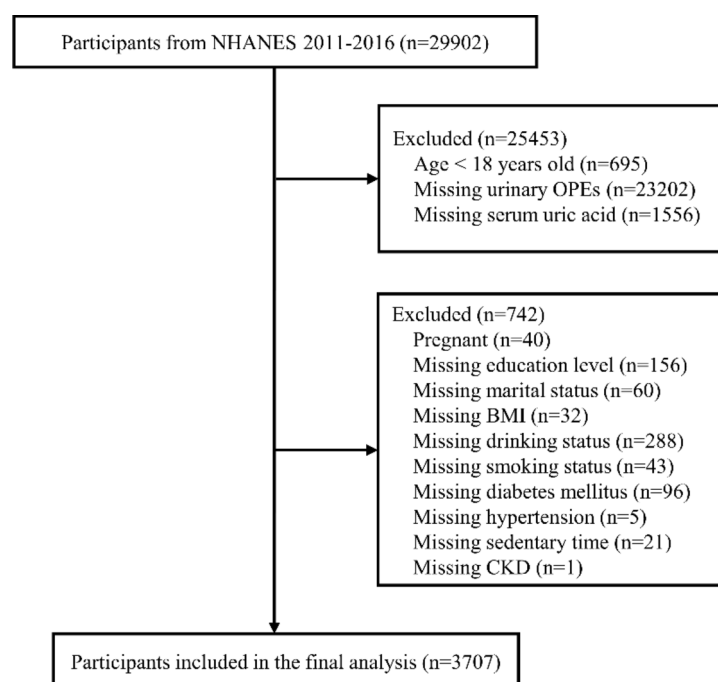 Participants from NHANES 2011-2016 (n=29902)
Excluded (n=25453)
Age < 18 years old (n=695)
Missing urinary OPEs (n=23202)
Missing serum uric acid (n=1556)
Excluded (n=742)
Pregnant (n=40)
Missing education level (n=156)
Missing marital status (n=60)
Missing BMI (n=32)
Missing drinking status (n=288)
Missing smoking status (n=43)
Missing diabetes mellitus (n=96)
Missing hypertension (n=5)
Missing sedentary time (n=21)
Missing CKD (n=1)
Participants included in the final analysis (n=3707)